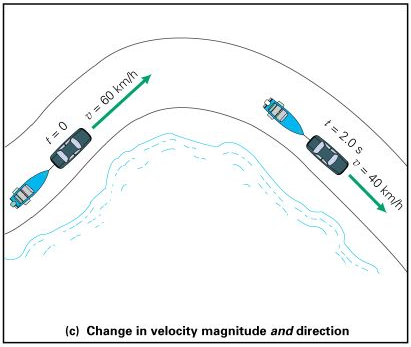 t = 0
v = 60 km/h
t = 2.0 s
v = 40 km/h
(c) Change in velocity magnitude and direction